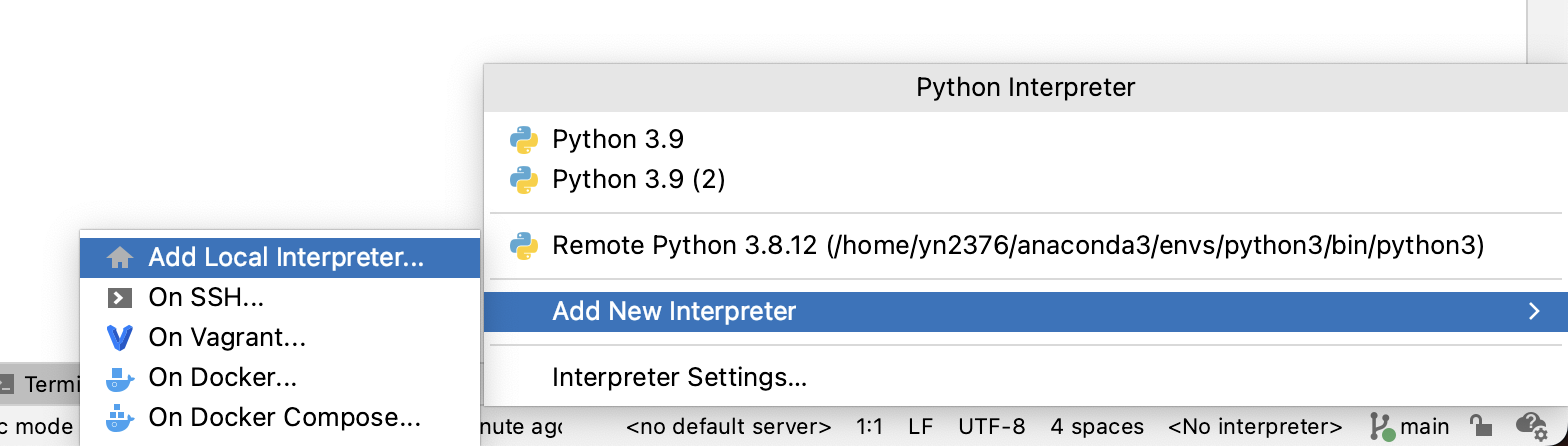 Python Interpreter
Python 3.9
Python 3.9 (2)
Remote Python 3.8.12 (/home/yn2376/anaconda3/envs/python3/bin/python3)
Add New Interpreter
Interpreter Settings...
Add Local Interpreter...
On SSH...
On Vagrant...
On Docker...
On Docker Compose...
Termi
c mode
nute ago <no default server> 1:1 LF UTF-8 4 spaces <No interpreter> main